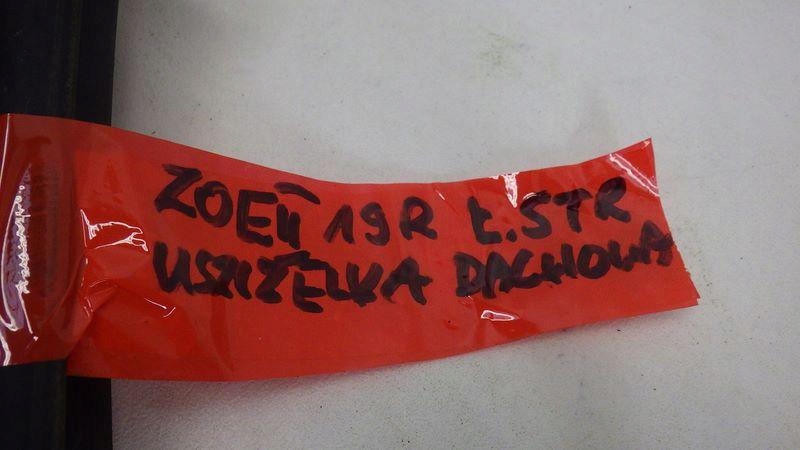 ZOE II 19R Ł.STR
USZCZELKA DACHOWA